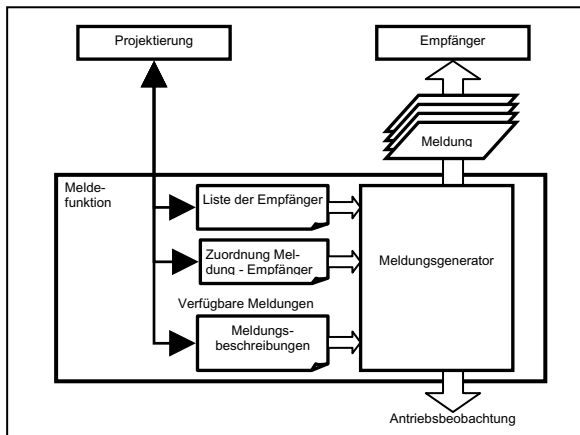 Projektierung
Empfänger
Meldung
Melde-
funktion
Liste der Empfänger
Zuordnung Mel-
dung - Empfänger
Meldungsgenerator
Verfügbare Meldungen
Meldungs-
beschreibungen
Antriebsbeobachtung